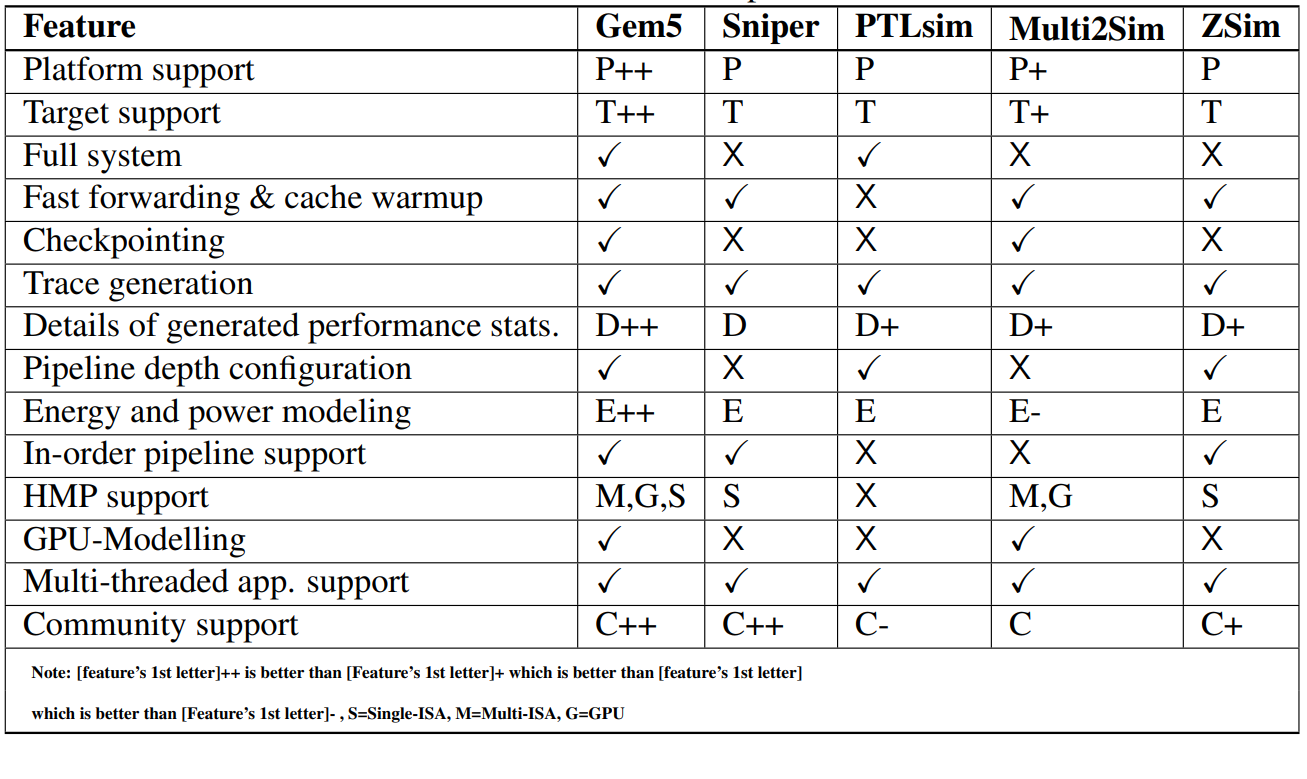 Feature Gem5 Sniper PTLsim Multi2Sim ZSim
Platform support P++ P P P+ P
Target support T++ T T T+ T
Full system ✓ X ✓ X X
Fast forwarding & cache warmup ✓ ✓ X ✓ ✓
Checkpointing ✓ X X ✓ X
Trace generation ✓ ✓ ✓ ✓ ✓
Details of generated performance stats. D++ D D+ D+ D+
Pipeline depth configuration ✓ X ✓ X ✓
Energy and power modeling E++ E E E- E
In-order pipeline support ✓ ✓ X X ✓
HMP support M,G,S S X M,G S
GPU-Modelling ✓ X X ✓ X
Multi-threaded app. support ✓ ✓ ✓ ✓ ✓
Community support C++ C++ C- C C+
Note: [feature's 1st letter]++ is better than [Feature's 1st letter]+ which is better than [feature's 1st letter]
which is better than [Feature's 1st letter]- , S=Single-ISA, M=Multi-ISA, G=GPU